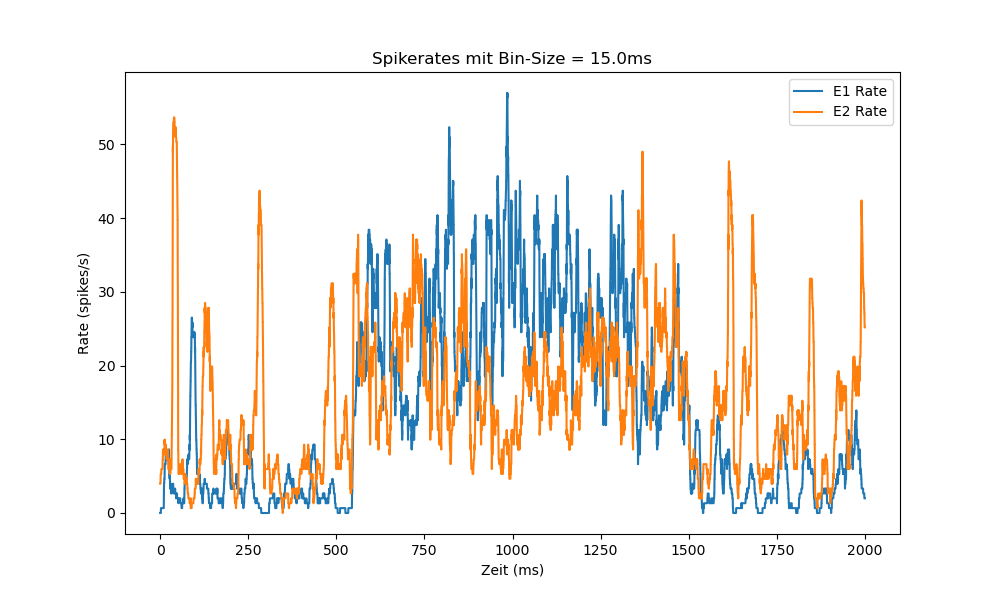 Spikerates mit Bin-Size = 15.0ms
E1 Rate
E2 Rate
Rate (spikes/s)
50
40
30
20
10
0
0 250 500 750 1000 1250 1500 1750 2000
Zeit (ms)